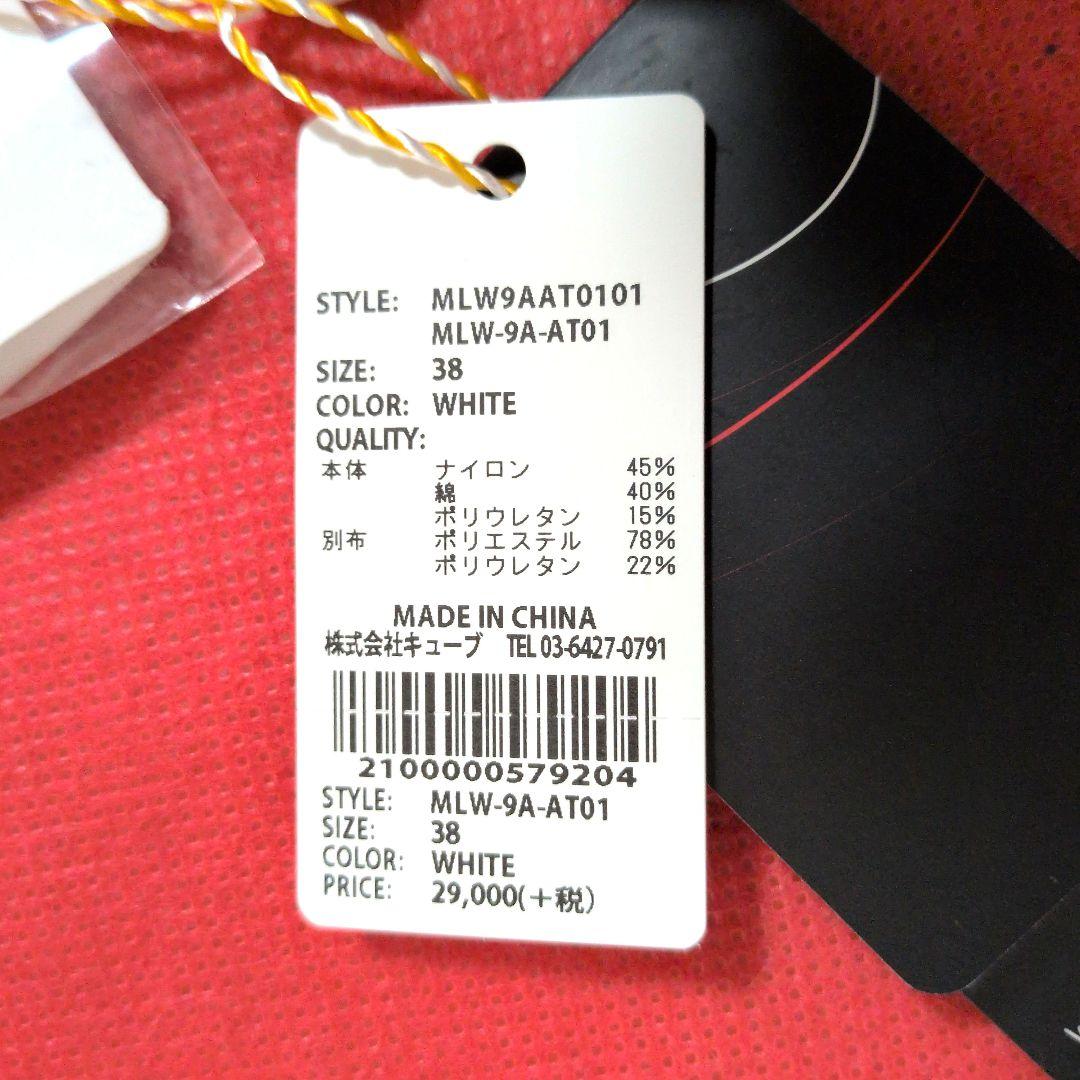 STYLE: MLW9AAT0101
MLW-9A-AT01
SIZE: 38
COLOR: WHITE
QUALITY:
本体 ナイロン 45%
綿 40%
ポリウレタン 15%
別布 ポリエステル 78%
ポリウレタン 22%
MADE IN CHINA
株式会社キューブ TEL 03-6427-0791
2100000579204
STYLE: MLW-9A-AT01
SIZE: 38
COLOR: WHITE
PRICE: 29,000(+税)